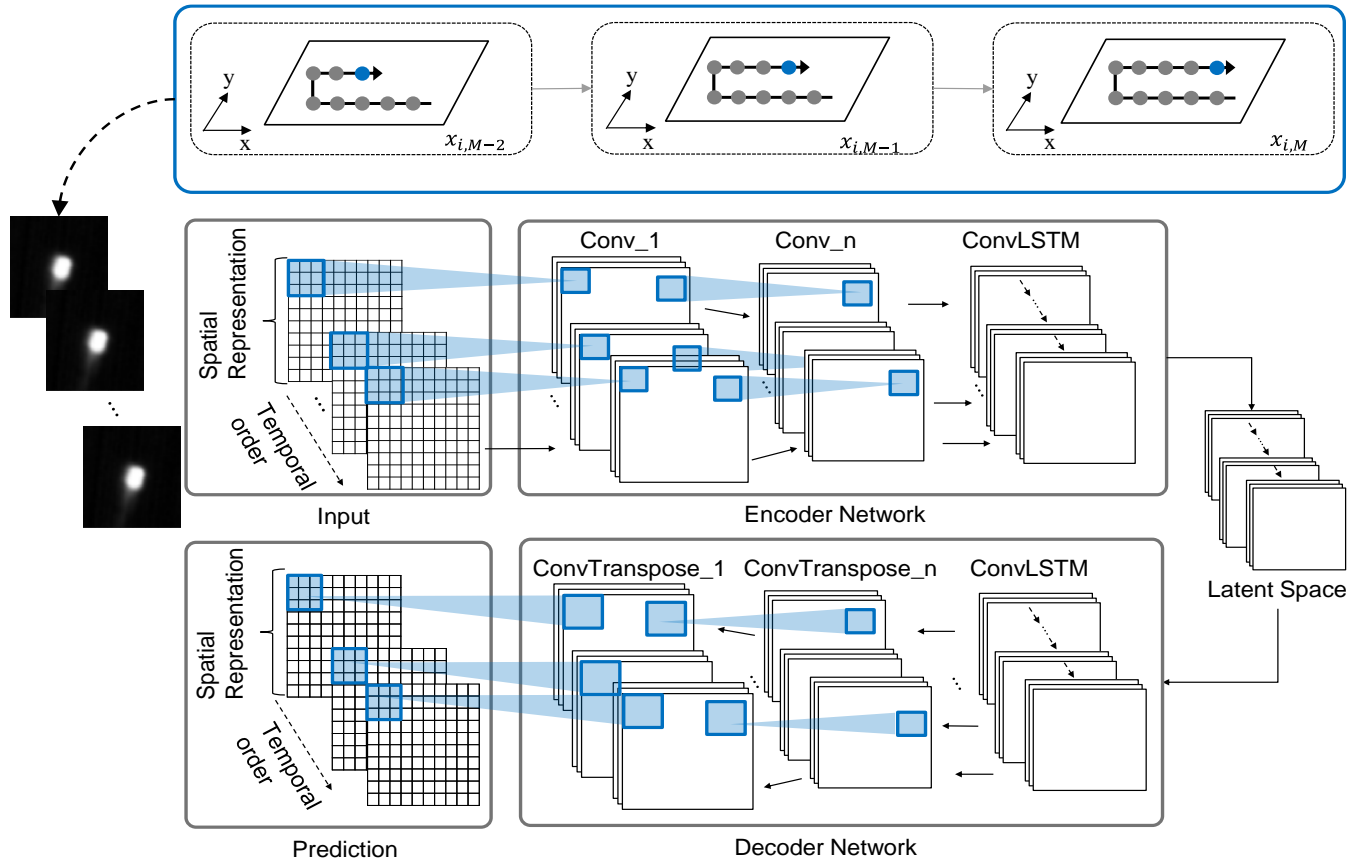 y
x
x_{i,M−2}
y
x
x_{i,M−1}
y
x
x_{i,M}
Spatial
Representation
Temporal
order
...
...
Input
Conv_1
Conv_n
ConvLSTM
...
...
...
Encoder Network
Latent Space
Spatial
Representation
Temporal
order
Prediction
ConvTranspose_1
ConvTranspose_n
ConvLSTM
...
...
Decoder Network